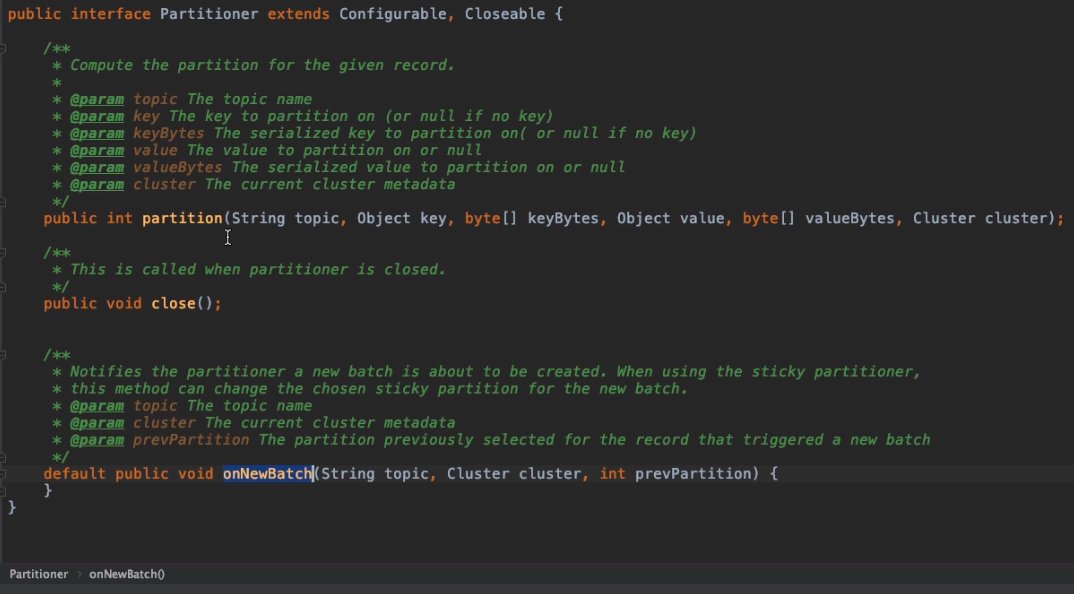 public interface Partitioner extends Configurable, Closeable {
/**
* Compute the partition for the given record.
*
* @param topic The topic name
* @param key The key to partition on (or null if no key)
* @param keyBytes The serialized key to partition on( or null if no key)
* @param value The value to partition on or null
* @param valueBytes The serialized value to partition on or null
* @param cluster The current cluster metadata
*/
public int partition(String topic, Object key, byte[] keyBytes, Object value, byte[] valueBytes, Cluster cluster);
/**
* This is called when partitioner is closed.
*/
public void close();
/**
* Notifies the partitioner a new batch is about to be created. When using the sticky partitioner,
* this method can change the chosen sticky partition for the new batch.
* @param topic The topic name
* @param cluster The current cluster metadata
* @param prevPartition The partition previously selected for the record that triggered a new batch
*/
default public void onNewBatch(String topic, Cluster cluster, int prevPartition) {
}
}
Partitioner › onNewBatch()